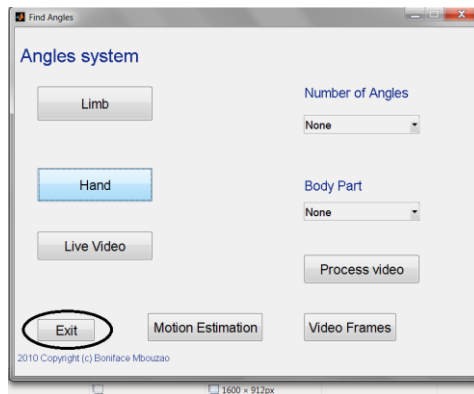 Find Angles
Angles system
Limb
Number of Angles
None
Hand
Body Part
None
Live Video
Process video
Exit
Motion Estimation
Video Frames
2010 Copyright (c) Boniface Mbouzao
1600 × 912px